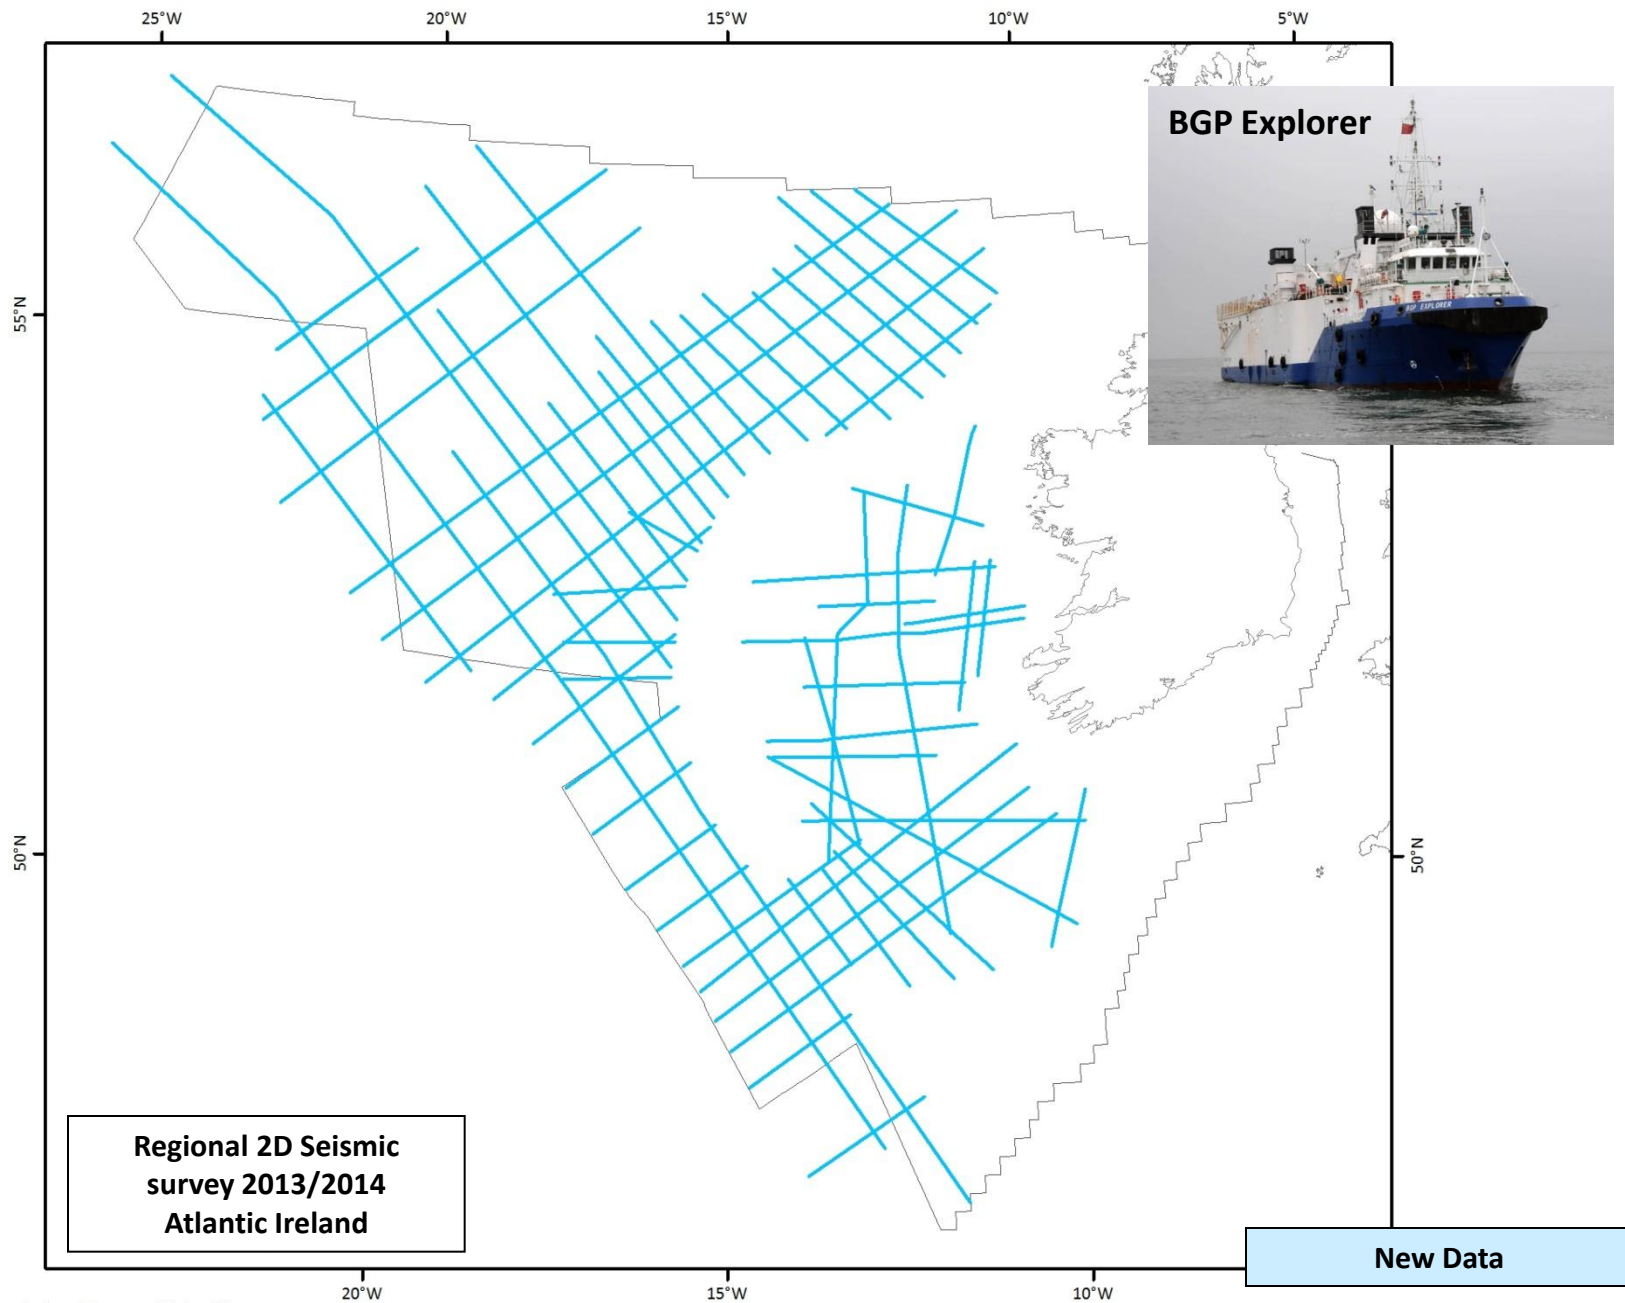 25°W 20°W 15°W 10°W 5°W
BGP Explorer
BGP EXPLORER
55°N
50°N
50°N
Regional 2D Seismic
survey 2013/2014
Atlantic Ireland
New Data
20°W 15°W 10°W